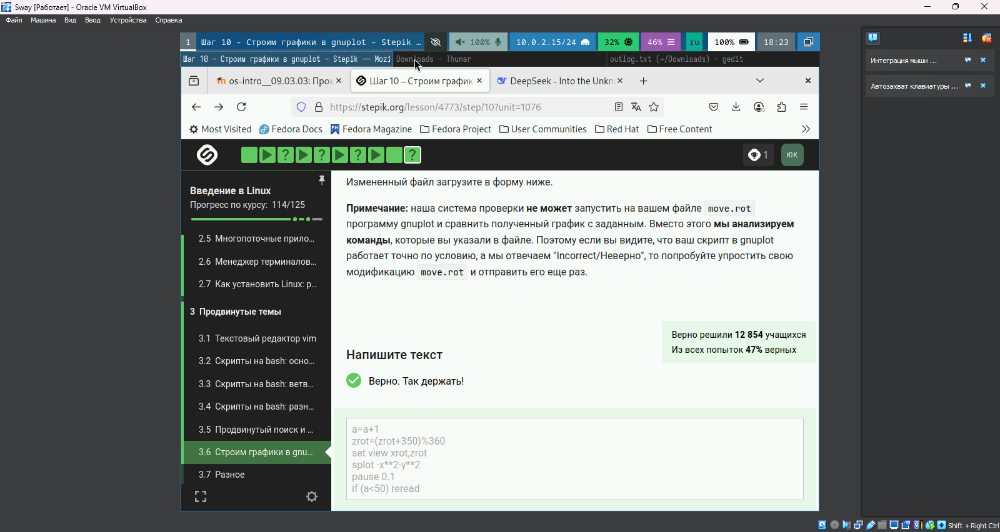 Sway [Работает] - Oracle VM VirtualBox
Файл Машина Вид Ввод Устройства Справка
1 Шаг 10 - Строим графики в gnuplot - Stepik … 100% 10.0.2.15/24 32% 46% ru 100% 18:23
Шаг 10 - Строим графики в gnuplot - Stepik — Mozi Downloads - Thunar outlog.txt (~/Downloads) - gedit
os-intro__09.03.03: Прох Шаг 10 – Строим график DeepSeek - Into the Unkn
https://stepik.org/lesson/4773/step/10?unit=1076
Most Visited Fedora Docs Fedora Magazine Fedora Project User Communities Red Hat Free Content
1 ЮК
Введение в Linux
Прогресс по курсу: 114/125
2.5 Многопоточные прило...
2.6 Менеджер терминалов...
2.7 Как установить Linux: р...
3 Продвинутые темы
3.1 Текстовый редактор vim
3.2 Скрипты на bash: осно...
3.3 Скрипты на bash: ветв...
3.4 Скрипты на bash: разн...
3.5 Продвинутый поиск и ...
3.6 Строим графики в gnu...
3.7 Разное
Измененный файл загрузите в форму ниже.
Примечание: наша система проверки не может запустить на вашем файле move.rot
программу gnuplot и сравнить полученный график с заданным. Вместо этого мы анализируем
команды, которые вы указали в файле. Поэтому если вы видите, что ваш скрипт в gnuplot
работает точно по условию, а мы отвечаем "Incorrect/Неверно", то попробуйте упростить свою
модификацию move.rot и отправить его еще раз.
Верно решили 12 854 учащихся
Из всех попыток 47% верных
Напишите текст
Верно. Так держать!
a=a+1
zrot=(zrot+350)%360
set view xrot,zrot
splot -x**2-y**2
pause 0.1
if (a<50) reread
Интеграция мыши ...
Автозахват клавиатуры ...
Shift + Right Ctrl